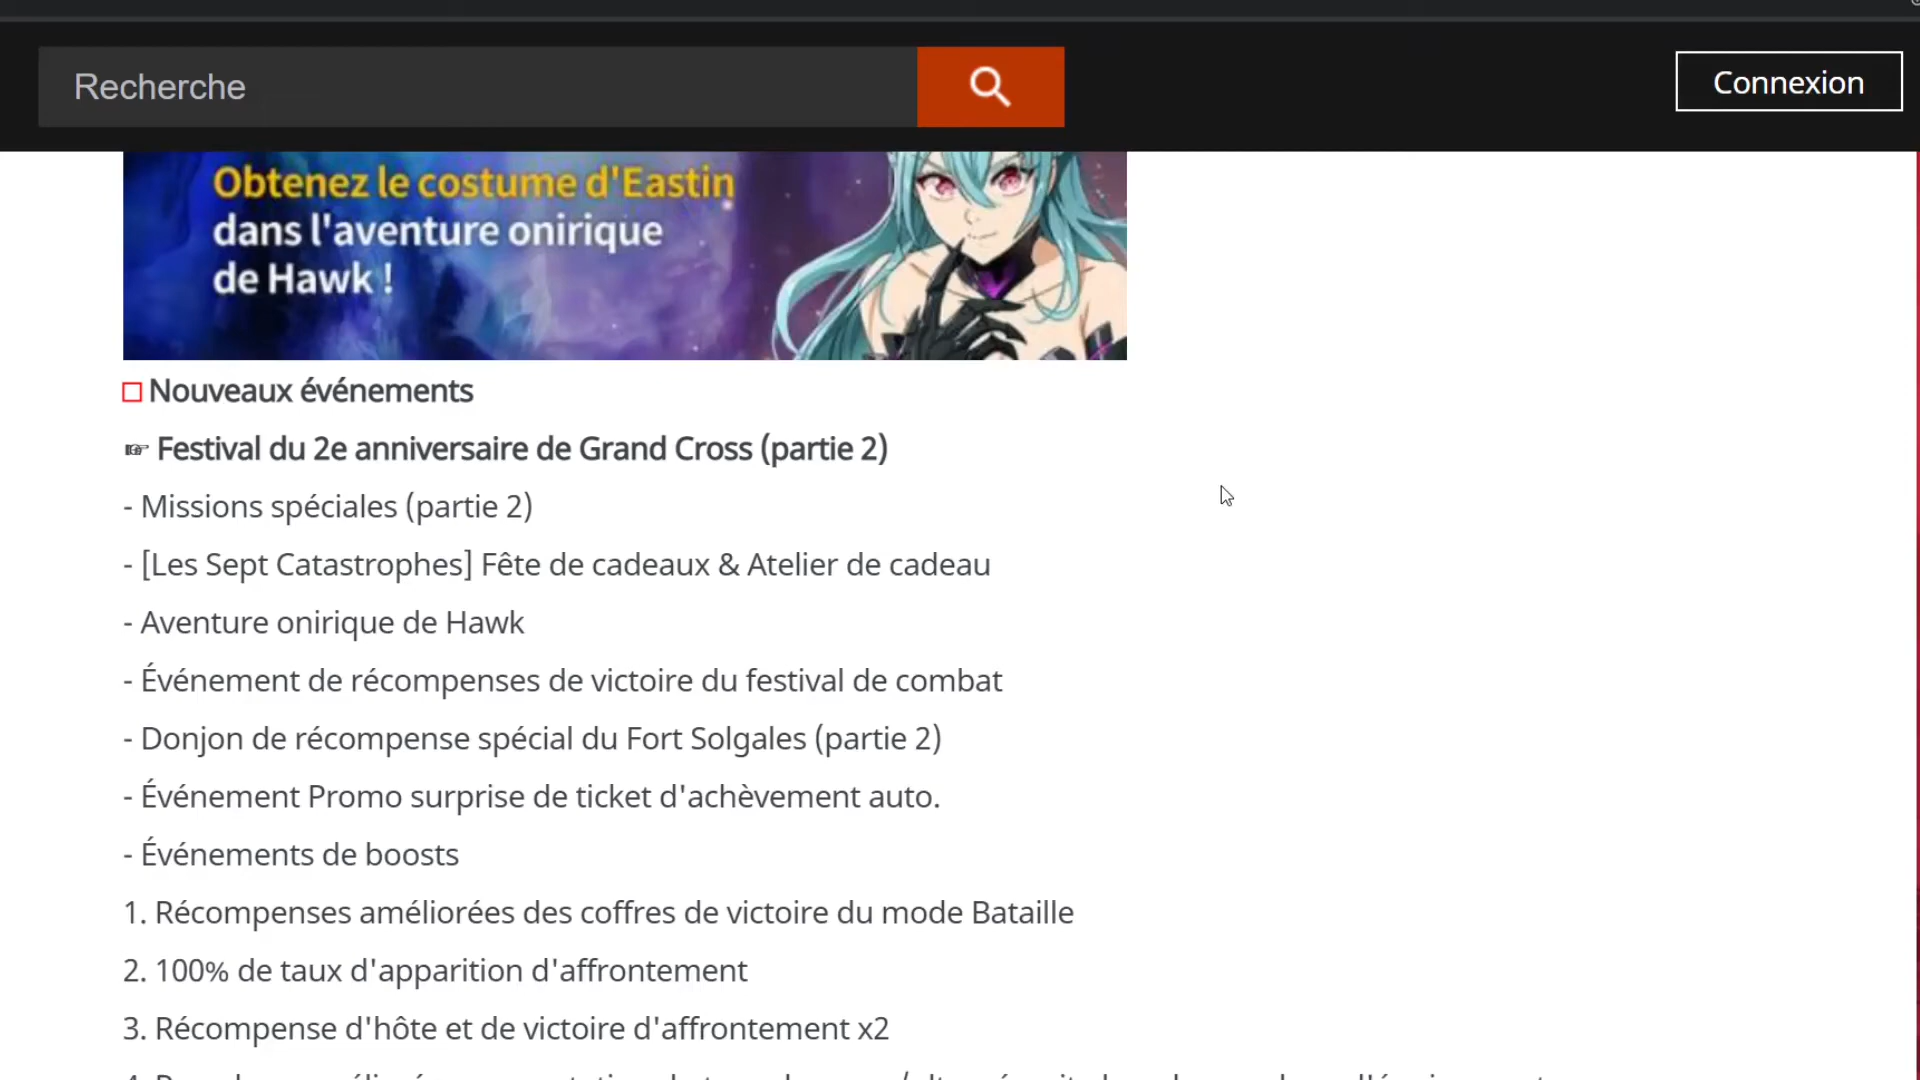 Recherche
Connexion
Obtenez le costume d'Eastin
dans l'aventure onirique
de Hawk !
Nouveaux événements
☞ Festival du 2e anniversaire de Grand Cross (partie 2)
- Missions spéciales (partie 2)
- [Les Sept Catastrophes] Fête de cadeaux & Atelier de cadeau
- Aventure onirique de Hawk
- Événement de récompenses de victoire du festival de combat
- Donjon de récompense spécial du Fort Solgales (partie 2)
- Événement Promo surprise de ticket d'achèvement auto.
- Événements de boosts
1. Récompenses améliorées des coffres de victoire du mode Bataille
2. 100% de taux d'apparition d'affrontement
3. Récompense d'hôte et de victoire d'affrontement x2